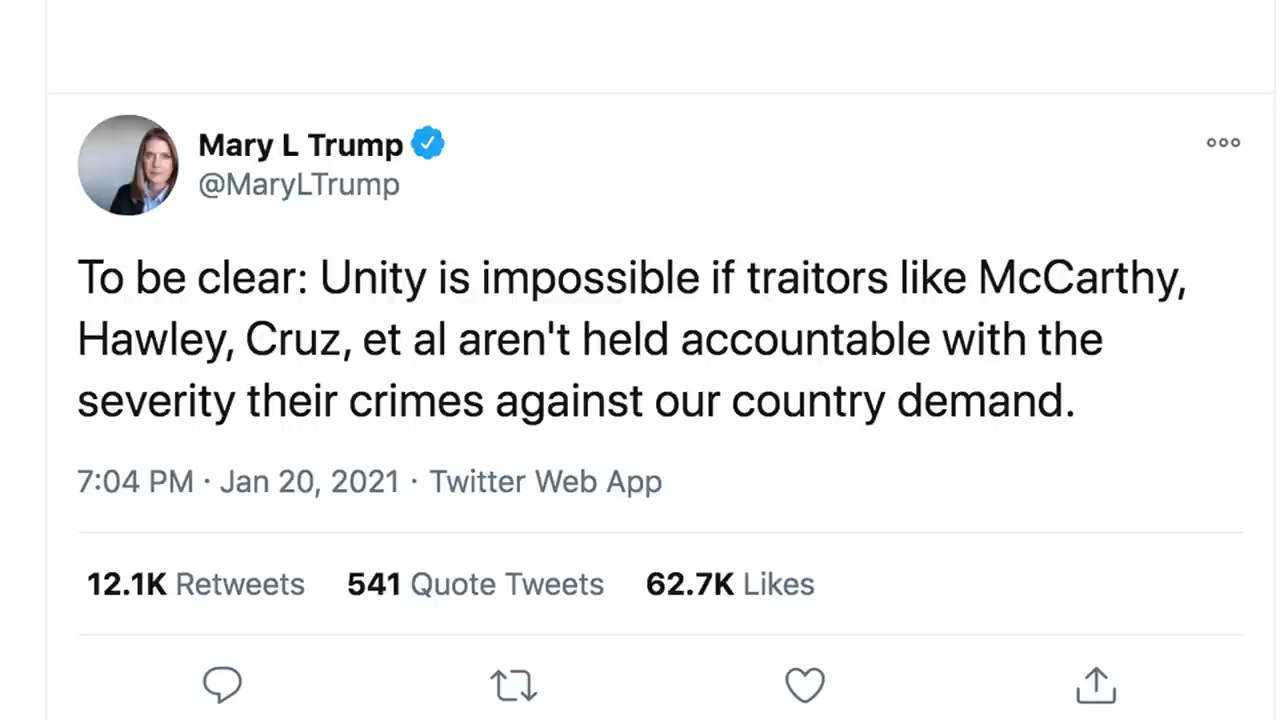 Mary L Trump
@MaryLTrump
To be clear: Unity is impossible if traitors like McCarthy,
Hawley, Cruz, et al aren't held accountable with the
severity their crimes against our country demand.
7:04 PM · Jan 20, 2021 · Twitter Web App
12.1K Retweets 541 Quote Tweets 62.7K Likes